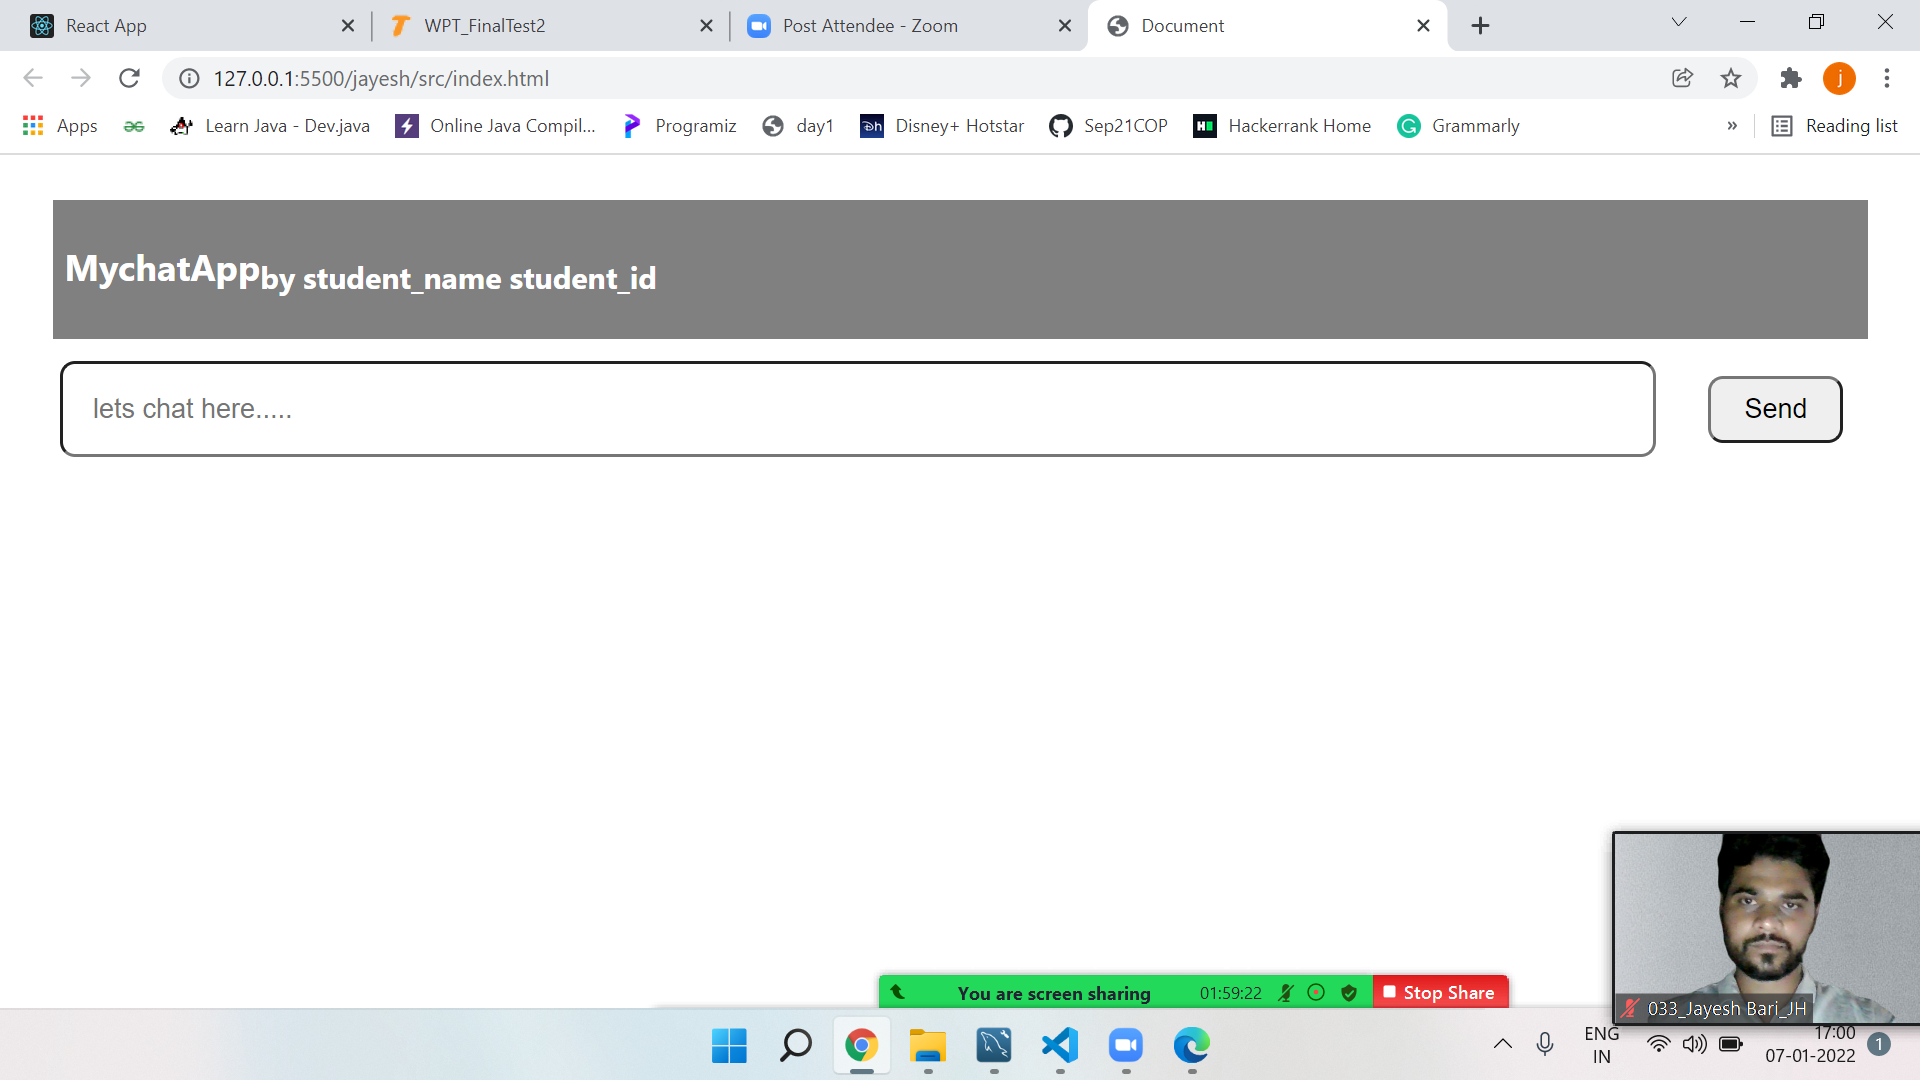 React App
WPT_FinalTest2
Post Attendee - Zoom
Document
127.0.0.1:5500/jayesh/src/index.html
j
Apps
Learn Java - Dev.java
Online Java Compil...
Programiz
day1
Disney+ Hotstar
Sep21COP
Hackerrank Home
Grammarly
»
Reading list
MychatAppby student_name student_id
lets chat here.....
Send
You are screen sharing
01:59:22
Stop Share
033_Jayesh Bari_JH
ENG
IN
17:00
07-01-2022
1